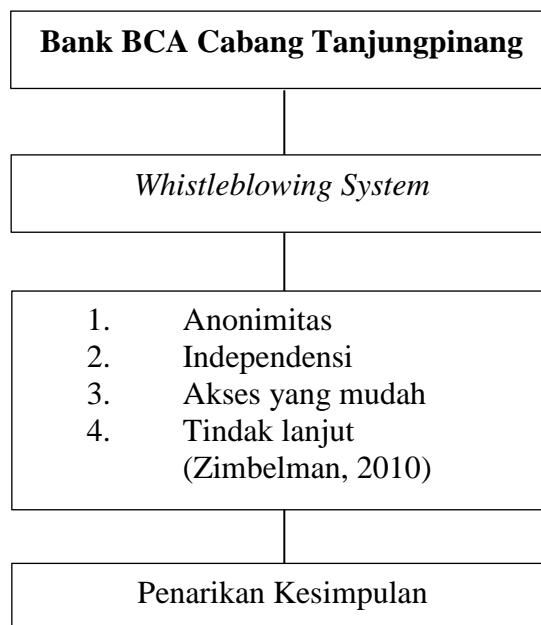 Bank BCA Cabang Tanjungpinang
Whistleblowing System
1. Anonimitas
2. Independensi
3. Akses yang mudah
4. Tindak lanjut
(Zimbelman, 2010)
Penarikan Kesimpulan